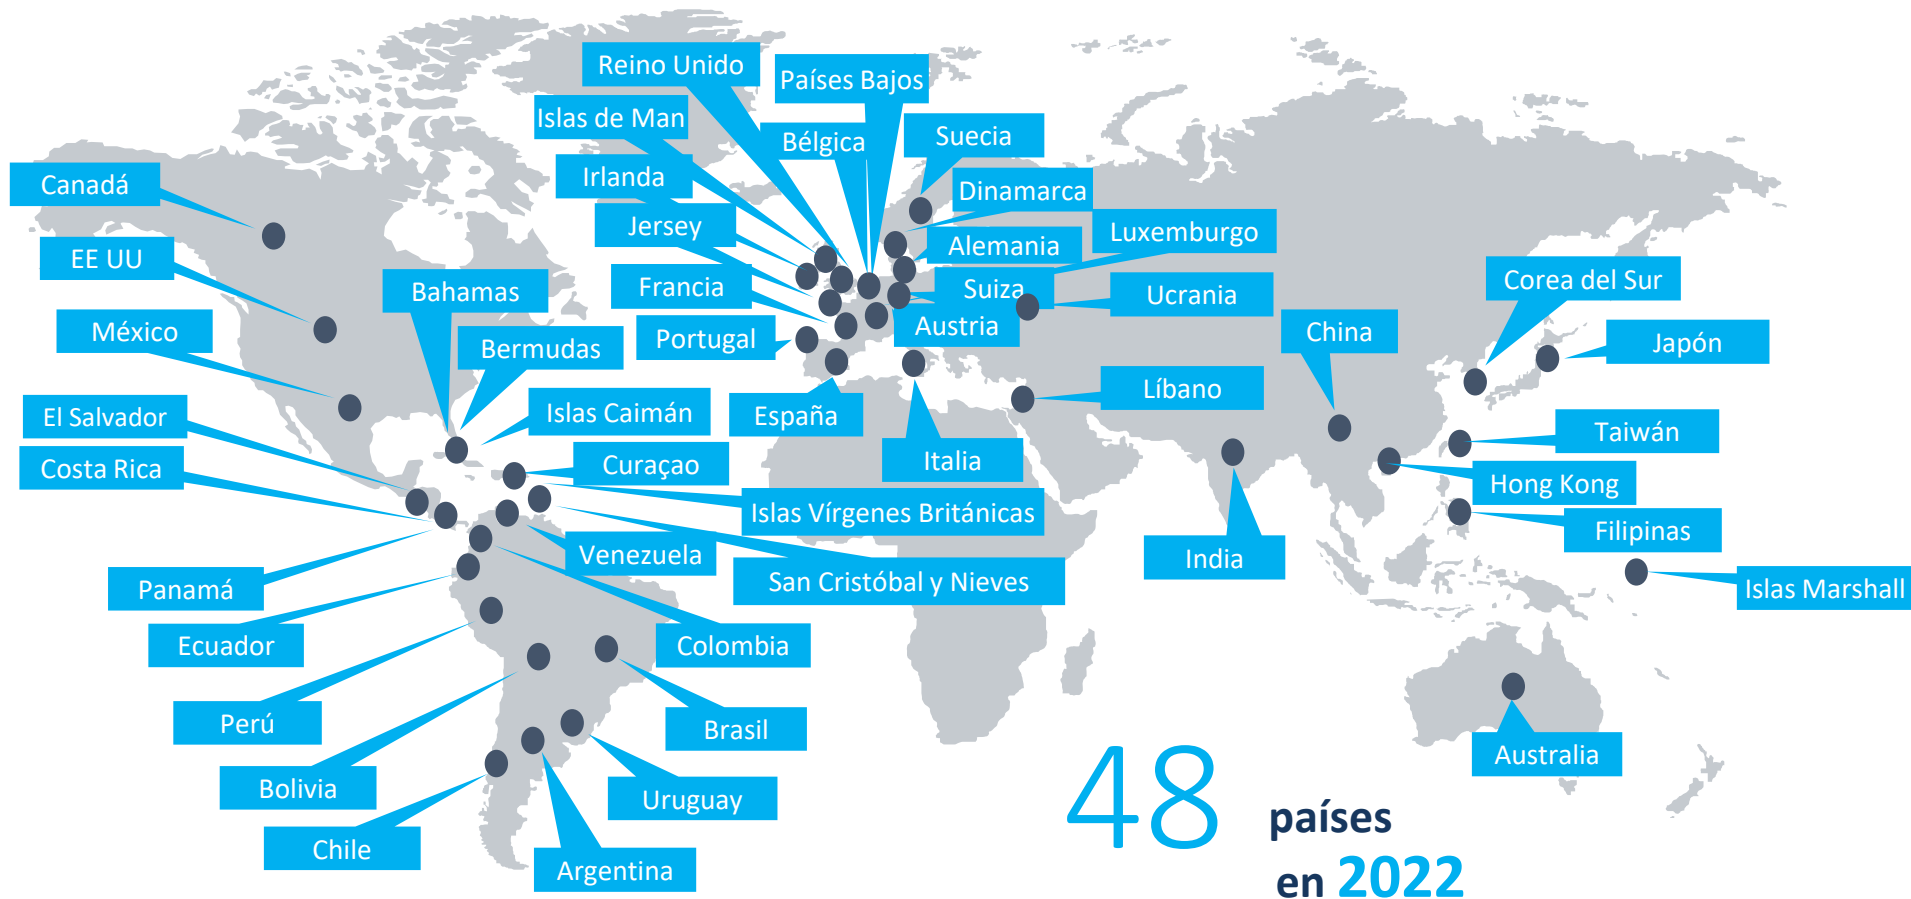 Reino Unido
Países Bajos
Islas de Man
Bélgica
Suecia
Canadá
Irlanda
Dinamarca
Jersey
Alemania
Luxemburgo
EE UU
Bahamas
Francia
Suiza
Ucrania
Corea del Sur
México
Bermudas
Portugal
Austria
China
Japón
El Salvador
Islas Caimán
España
Líbano
Costa Rica
Curaçao
Italia
Taiwán
Hong Kong
Islas Vírgenes Británicas
Filipinas
Panamá
Venezuela
San Cristóbal y Nieves
India
Islas Marshall
Ecuador
Colombia
Perú
Brasil
Australia
Bolivia
Uruguay
Chile
Argentina
48 países
en 2022